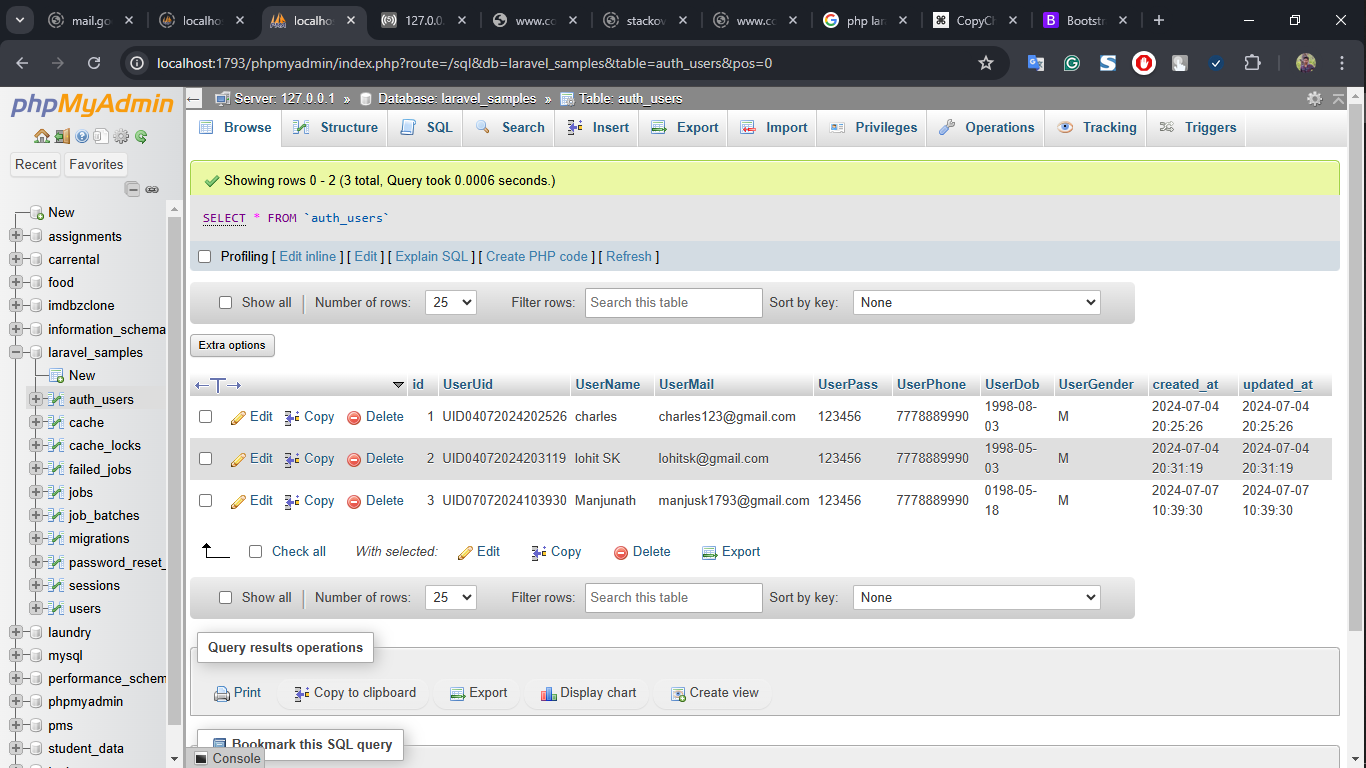 mail.go
localho
localho
127.0.0
www.co
stackov
www.co
php lar
CopyCh
Bootstr
localhost:1793/phpmyadmin/index.php?route=/sql&db=laravel_samples&table=auth_users&pos=0
phpMyAdmin
Recent Favorites
New
assignments
carrental
food
imdbzclone
information_schema
laravel_samples
New
auth_users
cache
cache_locks
failed_jobs
jobs
job_batches
migrations
password_reset_
sessions
users
laundry
mysql
performance_schem
phpmyadmin
pms
student_data
Server: 127.0.0.1 » Database: laravel_samples » Table: auth_users
Browse Structure SQL Search Insert Export Import Privileges Operations Tracking Triggers
Showing rows 0 - 2 (3 total, Query took 0.0006 seconds.)
SELECT * FROM `auth_users`
Profiling [ Edit inline ] [ Edit ] [ Explain SQL ] [ Create PHP code ] [ Refresh ]
Show all Number of rows: 25 Filter rows: Search this table Sort by key: None
Extra options
id UserUid UserName UserMail UserPass UserPhone UserDob UserGender created_at updated_at
Edit Copy Delete 1 UID04072024202526 charles charles123@gmail.com 123456 7778889990 1998-08-03 M 2024-07-04 20:25:26 2024-07-04 20:25:26
Edit Copy Delete 2 UID04072024203119 lohit SK lohitsk@gmail.com 123456 7778889990 1998-05-03 M 2024-07-04 20:31:19 2024-07-04 20:31:19
Edit Copy Delete 3 UID07072024103930 Manjunath manjusk1793@gmail.com 123456 7778889990 0198-05-18 M 2024-07-07 10:39:30 2024-07-07 10:39:30
Check all With selected: Edit Copy Delete Export
Show all Number of rows: 25 Filter rows: Search this table Sort by key: None
Query results operations
Print Copy to clipboard Export Display chart Create view
Bookmark this SQL query
Console